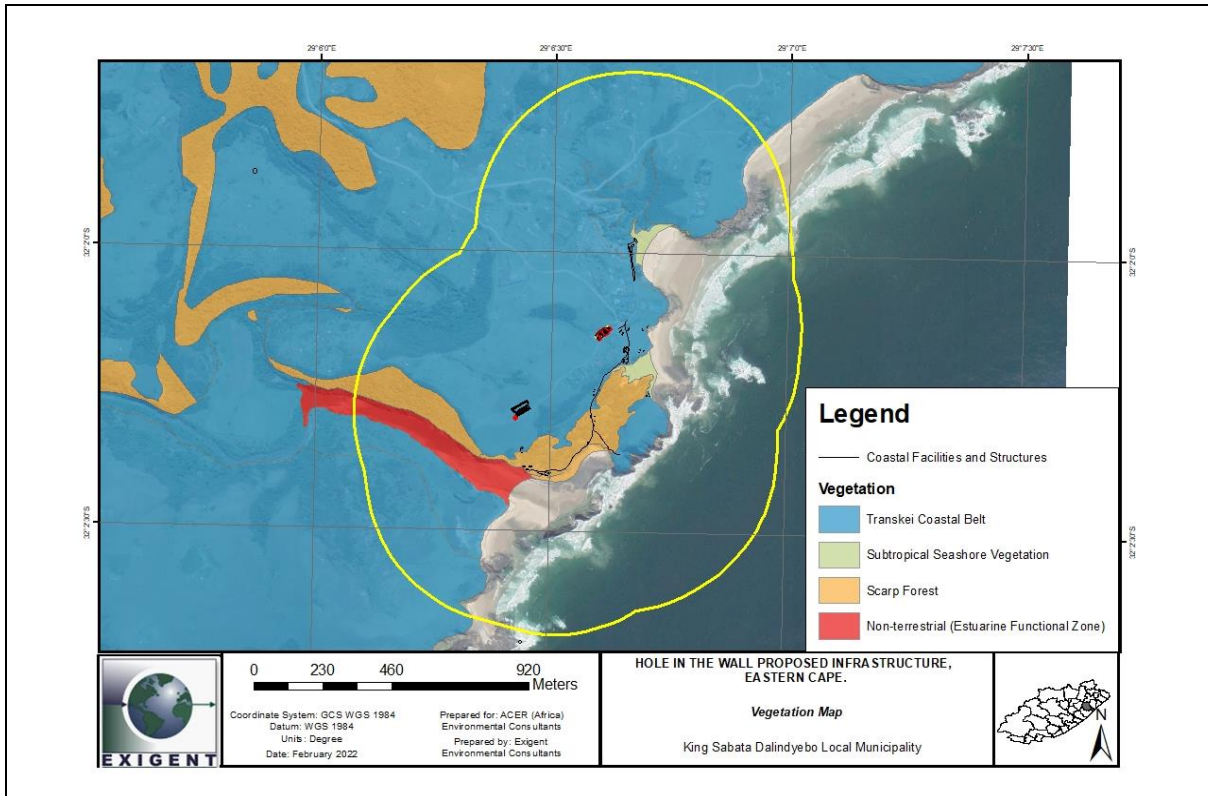 29°6'0"E
29°6'30"E
29°7'0"E
29°7'30"E
32°2'0"S
32°2'0"S
32°2'30"S
32°2'30"S
Legend
Coastal Facilities and Structures
Vegetation
Transkei Coastal Belt
Subtropical Seashore Vegetation
Scarp Forest
Non-terrestrial (Estuarine Functional Zone)
EXIGENT
0 230 460 920
Meters
Coordinate System: GCS WGS 1984
Datum: WGS 1984
Units: Degree
Date: February 2022
Prepared for: ACER (Africa)
Environmental Consultants
Prepared by: Exigent
Environmental Consultants
HOLE IN THE WALL PROPOSED INFRASTRUCTURE,
EASTERN CAPE.
Vegetation Map
King Sabata Dalindyebo Local Municipality
N